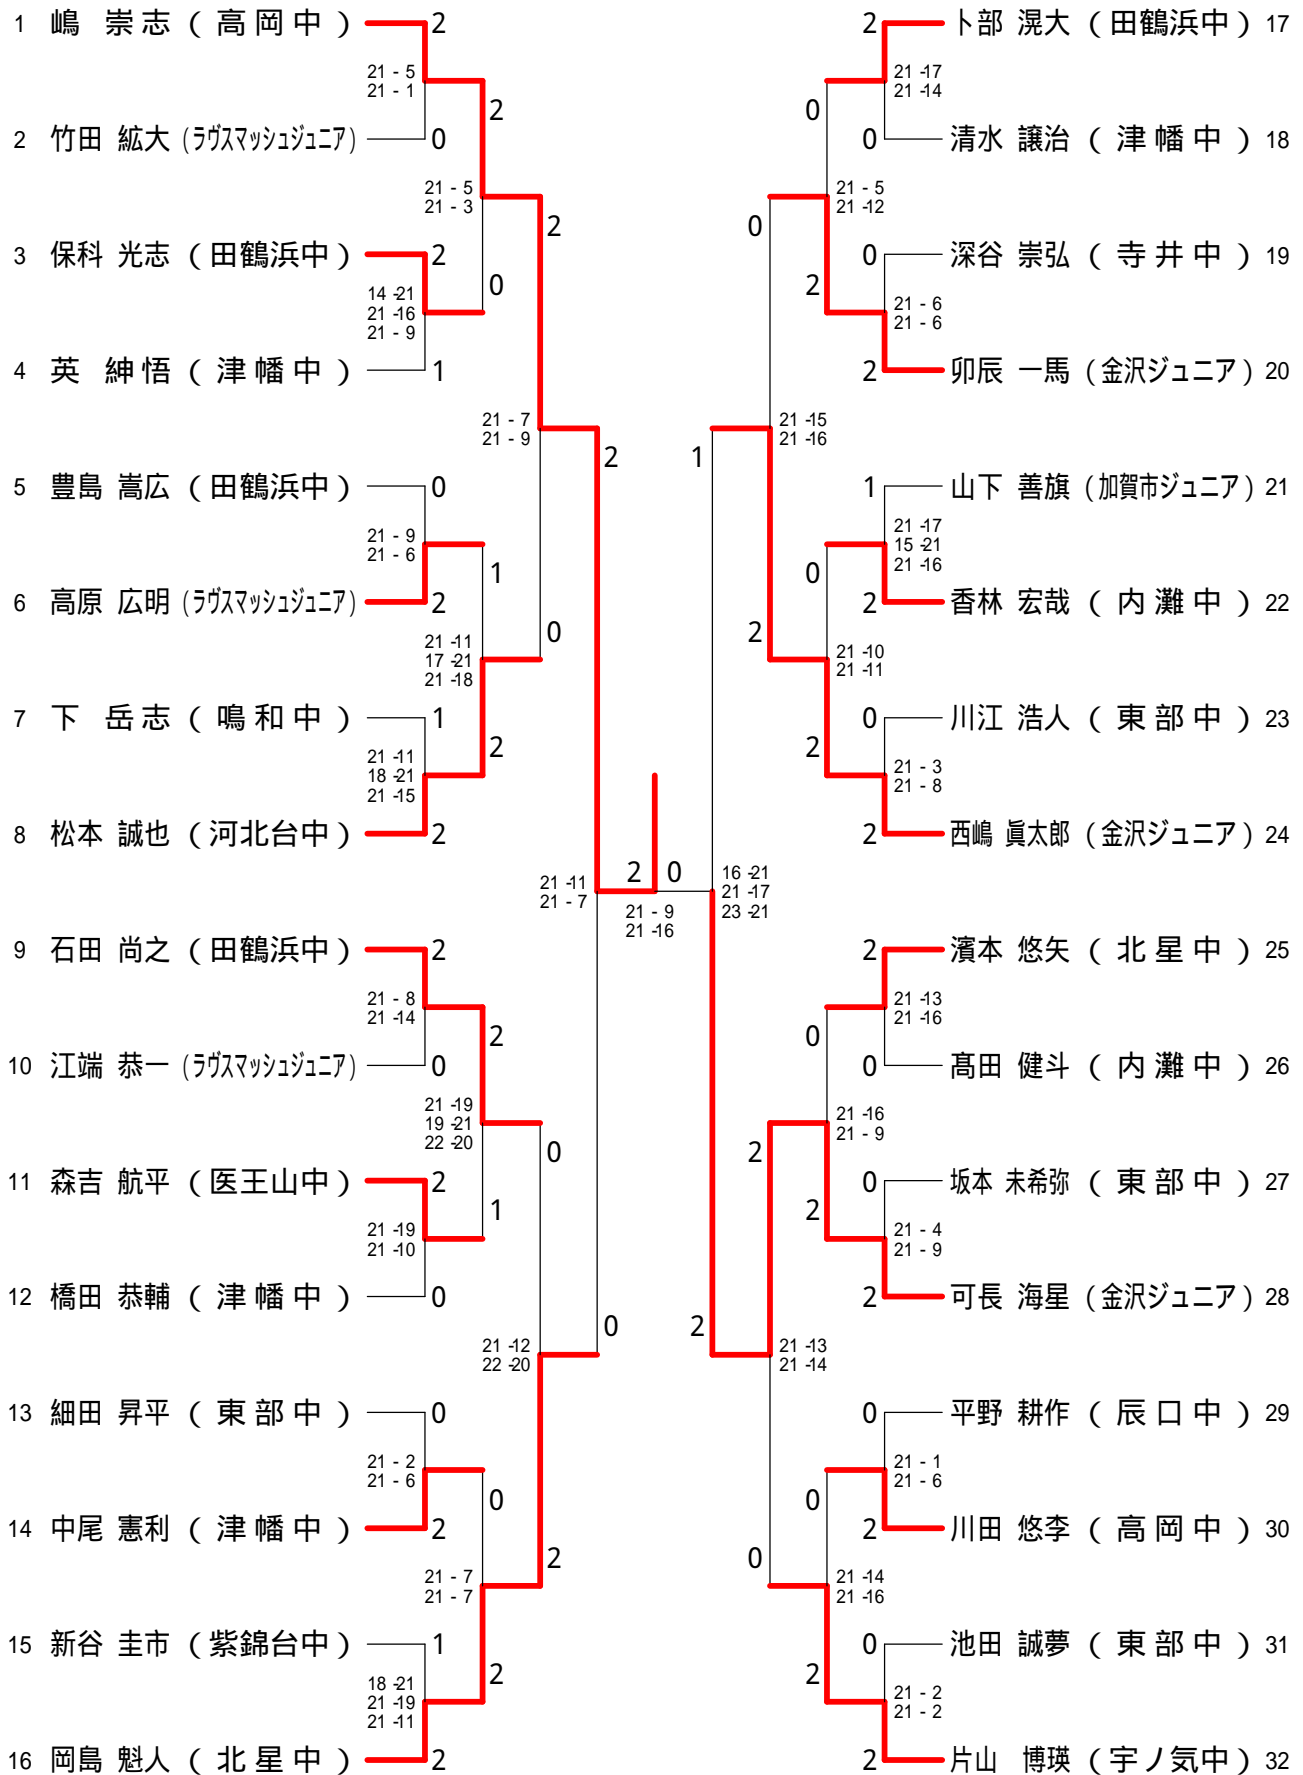 1 嶋 崇志 （高岡中） 2
21 - 5
21 - 1
2
2 竹田 紘大 （ラヴスマッシュジュニア） 0
21 - 5
21 - 3
2
3 保科 光志 （田鶴浜中） 2
14 -21
21 -16
21 - 9
0
4 英 紳悟 （津幡中） 1
21 - 7
21 - 9
2
5 豊島 嵩広 （田鶴浜中） 0
21 - 9
21 - 6
1
6 高原 広明 （ラヴスマッシュジュニア） 2
21 -11
17 -21
21 -18
0
7 下 岳志 （鳴和中） 1
21 -11
18 -21
21 -15
2
8 松本 誠也 （河北台中） 2
21 -11
21 - 7
2 0
21 - 9
21 -16
9 石田 尚之 （田鶴浜中） 2
21 - 8
21 -14
2
10 江端 恭一 （ラヴスマッシュジュニア） 0
21 -19
19 -21
22 -20
0
11 森吉 航平 （医王山中） 2
21 -19
21 -10
1
12 橋田 恭輔 （津幡中） 0
21 -12
22 -20
0
13 細田 昇平 （東部中） 0
21 - 2
21 - 6
0
14 中尾 憲利 （津幡中） 2
21 - 7
21 - 7
2
15 新谷 圭市 （紫錦台中） 1
18 -21
21 -19
21 -11
2
16 岡島 魁人 （北星中） 2
2 卜部 滉大 （田鶴浜中） 17
21 -17
21 -14
0
0 清水 譲治 （津幡中） 18
21 - 5
21 -12
0
0 深谷 崇弘 （寺井中） 19
21 - 6
21 - 6
2
2 卯辰 一馬 （金沢ジュニア） 20
21 -15
21 -16
1
1 山下 善旗 （加賀市ジュニア） 21
21 -17
15 -21
21 -16
0
2 香林 宏哉 （内灘中） 22
21 -10
21 -11
2
0 川江 浩人 （東部中） 23
21 - 3
21 - 8
2
2 西嶋 眞太郎 （金沢ジュニア） 24
16 -21
21 -17
23 -21
2 濱本 悠矢 （北星中） 25
21 -13
21 -16
0
0 髙田 健斗 （内灘中） 26
21 -16
21 - 9
2
0 坂本 未希弥 （東部中） 27
21 - 4
21 - 9
2
2 可長 海星 （金沢ジュニア） 28
21 -13
21 -14
2
0 平野 耕作 （辰口中） 29
21 - 1
21 - 6
0
2 川田 悠李 （高岡中） 30
21 -14
21 -16
0
0 池田 誠夢 （東部中） 31
21 - 2
21 - 2
2
2 片山 博瑛 （宇ノ気中） 32